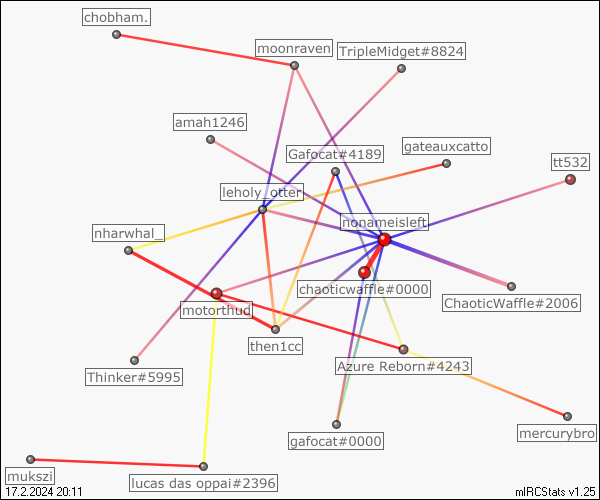 chobham.
moonraven
TripleMidget#8824
amah1246
Gafocat#4189
gateauxcatto
tt532
leholy_otter
nonameisleft
nharwhal_
chaoticwaffle#0000
ChaoticWaffle#2006
motorthud
then1cc
Azure Reborn#4243
Thinker#5995
mercurybro
gafocat#0000
mukszi
lucas das oppai#2396
17.2.2024 20:11
mIRCStats v1.25